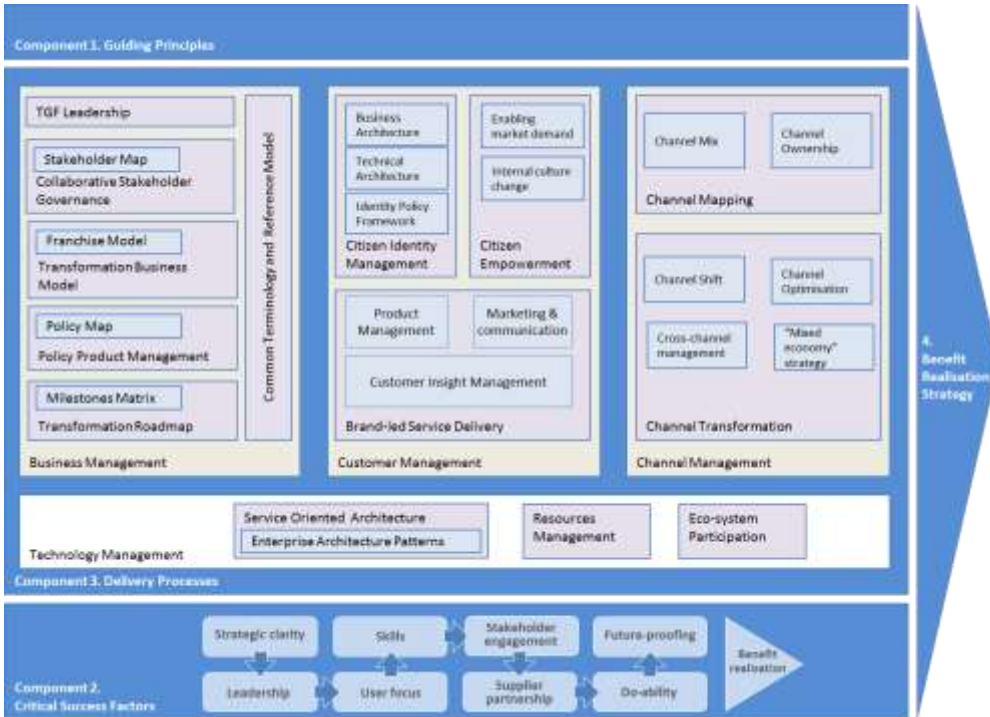 Component 1. Guiding Principles
TGF Leadership
Stakeholder Map
Collaborative Stakeholder
Governance
Franchise Model
Transformation Business
Model
Policy Map
Policy Product Management
Milestones Matrix
Transformation Roadmap
Common Terminology and Reference Model
Business Management
Business
Architecture
Technical
Architecture
Identity Policy
Framework
Citizen Identity
Management
Enabling
market demand
Internal culture
change
Citizen
Empowerment
Product
Management
Marketing &
communication
Customer Insight Management
Brand-led Service Delivery
Customer Management
Channel Mix
Channel
Ownership
Channel Mapping
Channel Shift
Channel
Optimisation
Cross-channel
management
"Mixed
economy"
strategy
Channel Transformation
Channel Management
4.
Benefit
Realisation
Strategy
Technology Management
Service Oriented Architecture
Enterprise Architecture Patterns
Resources
Management
Eco-system
Participation
Component 3. Delivery Processes
Component 2.
Critical Success Factors
Strategic clarity
Leadership
Skills
User focus
Stakeholder
engagement
Supplier
partnership
Future-proofing
Do-ability
Benefit
realisation